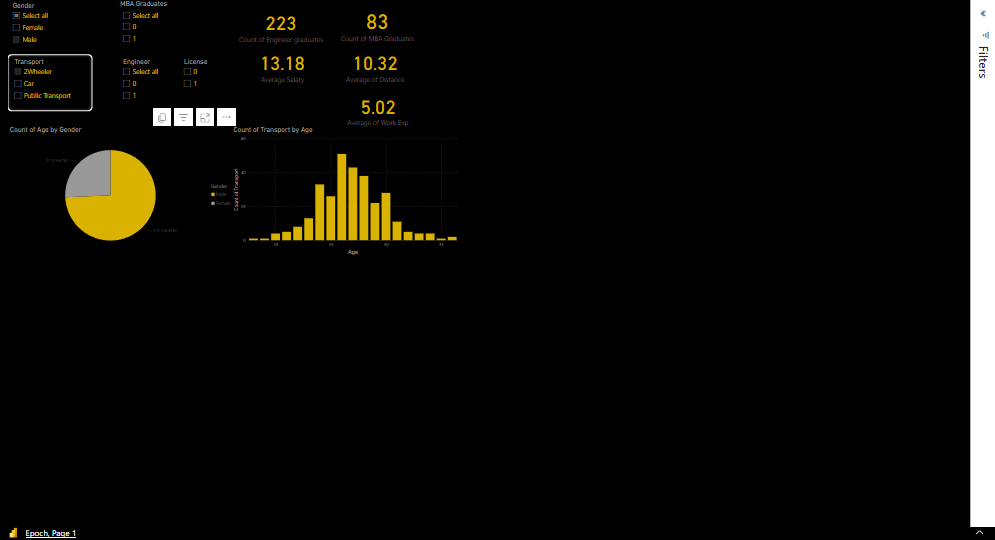 Gender
Select all
Female
Male
MBA Graduates
Select all
0
1
Transport
2Wheeler
Car
Public Transport
Engineer
Select all
0
1
License
0
1
223
Count of Engineer graduates
83
Count of MBA Graduates
13.18
Average Salary
10.32
Average of Distance
5.02
Average of Work Exp
Count of Age by Gender
Gender
Male
Female
Count of Transport by Age
Count of Transport
60
40
20
0
20
25
30
35
Age
Filters
Epoch, Page 1